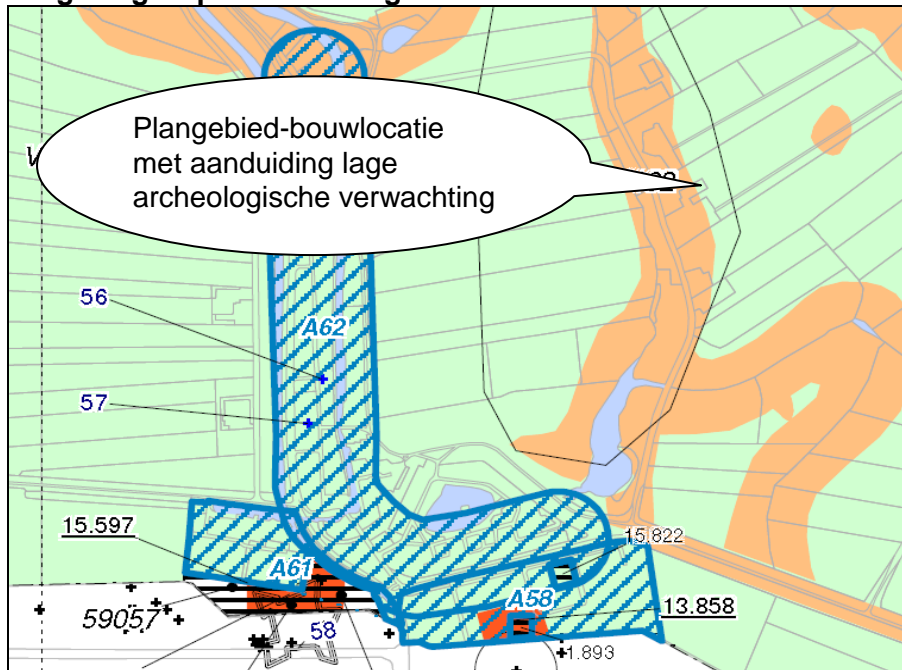 Plangebied-bouwlocatie
met aanduiding lage
archeologische verwachting
56
A62
57
15.597
15.822
A61
A58
13.858
59057
58
1.893